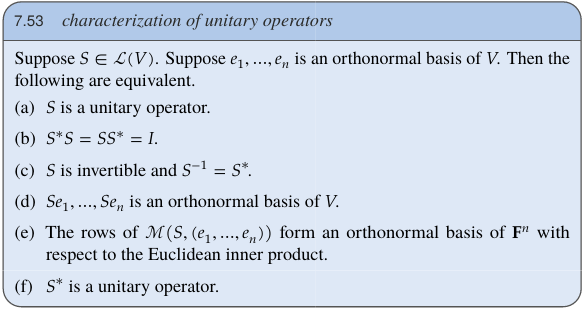 7.53 characterization of unitary operators
Suppose S ∈ ℒ(V). Suppose e₁, ..., eₙ is an orthonormal basis of V. Then the
following are equivalent.
(a) S is a unitary operator.
(b) S*S = SS* = I.
(c) S is invertible and S⁻¹ = S*.
(d) Se₁, ..., Seₙ is an orthonormal basis of V.
(e) The rows of ℳ(S, (e₁, ..., eₙ)) form an orthonormal basis of 𝐅ⁿ with
respect to the Euclidean inner product.
(f) S* is a unitary operator.